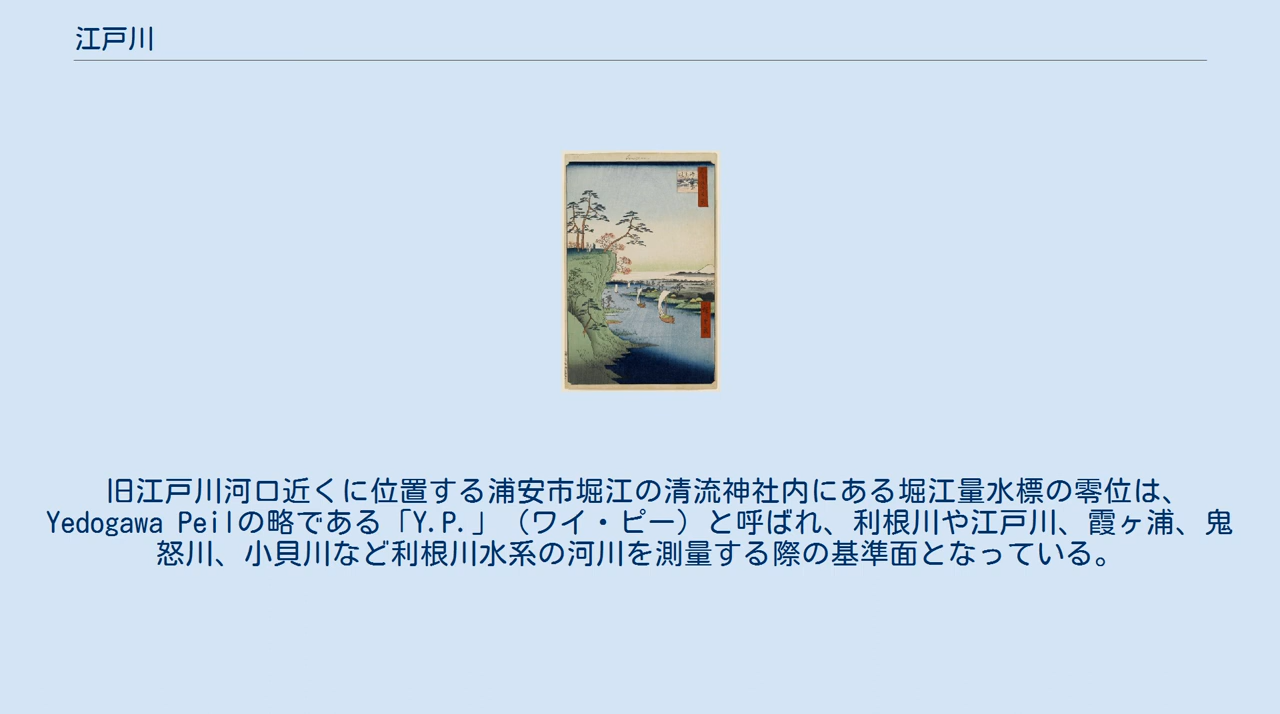 江戸川
旧江戸川河口近くに位置する浦安市堀江の清流神社内にある堀江量水標の零位は、
Yedogawa Peilの略である「Y.P.」（ワイ・ピー）と呼ばれ、利根川や江戸川、霞ヶ浦、鬼
怒川、小貝川など利根川水系の河川を測量する際の基準面となっている。